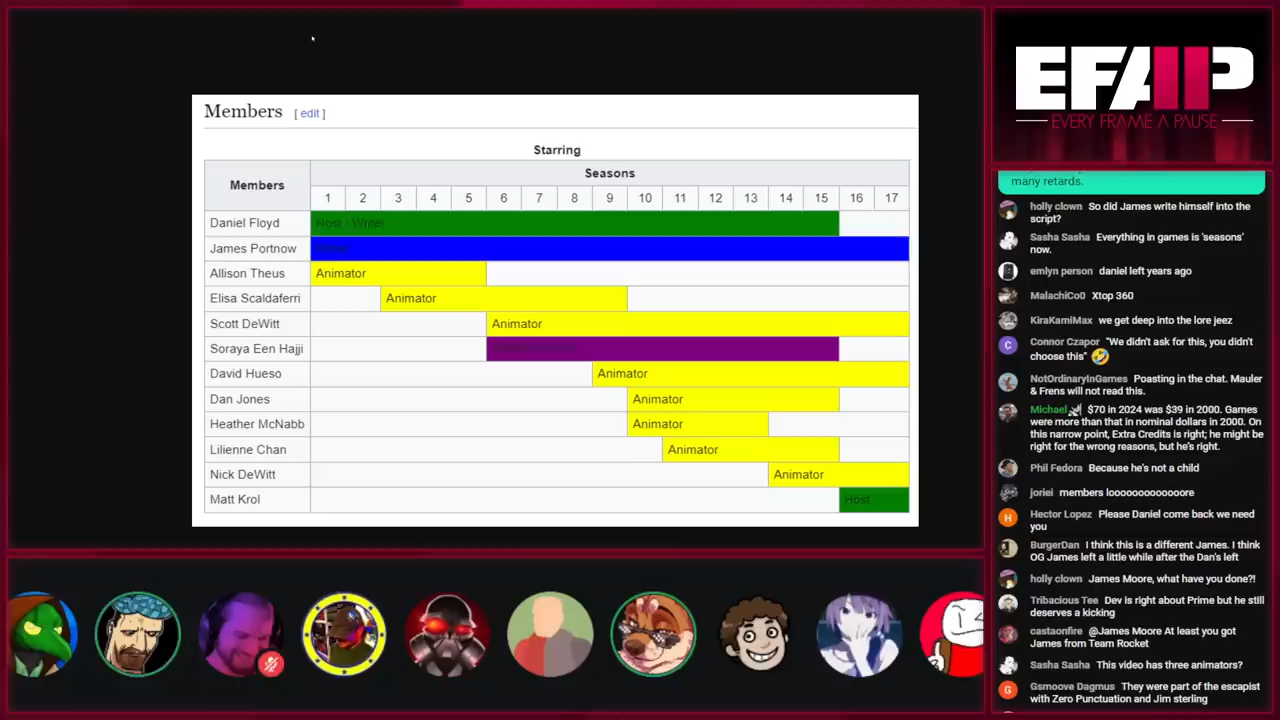 Members [ edit ]
Starring
Members
Seasons
1 2 3 4 5 6 7 8 9 10 11 12 13 14 15 16 17
Daniel Floyd Host / Writer
James Portnow
Allison Theus Animator
Elisa Scaldaferri Animator
Scott DeWitt Animator
Soraya Een Hajji
David Hueso Animator
Dan Jones Animator
Heather McNabb Animator
Lilienne Chan Animator
Nick DeWitt Animator
Matt Krol Host
EFAP
EVERY FRAME A PAUSE
many retards.
holly clown So did James write himself into the
script?
Sasha Sasha Everything in games is 'seasons'
now.
emlyn person daniel left years ago
MalachiCo0 Xtop 360
KiraKamiMax we get deep into the lore jeez
Connor Czapor "We didn't ask for this, you didn't
choose this" 🤣
NotOrdinaryInGames Poasting in the chat. Mauler
& Frens will not read this.
Michael $70 in 2024 was $39 in 2000. Games
were more than that in nominal dollars in 2000. On
this narrow point, Extra Credits is right; he might be
right for the wrong reasons, but he's right.
Phil Fedora Because he's not a child
joriei members looooooooooooore
Hector Lopez Please Daniel come back we need
you
BurgerDan I think this is a different James. I think
OG James left a little while after the Dan's left
holly clown James Moore, what have you done?!
Tribacious Tee Dev is right about Prime but he still
deserves a kicking
castaonfire @James Moore At least you got
James from Team Rocket
Sasha Sasha This video has three animators?
Gsmoove Dagmus They were part of the escapist
with Zero Punctuation and Jim sterling